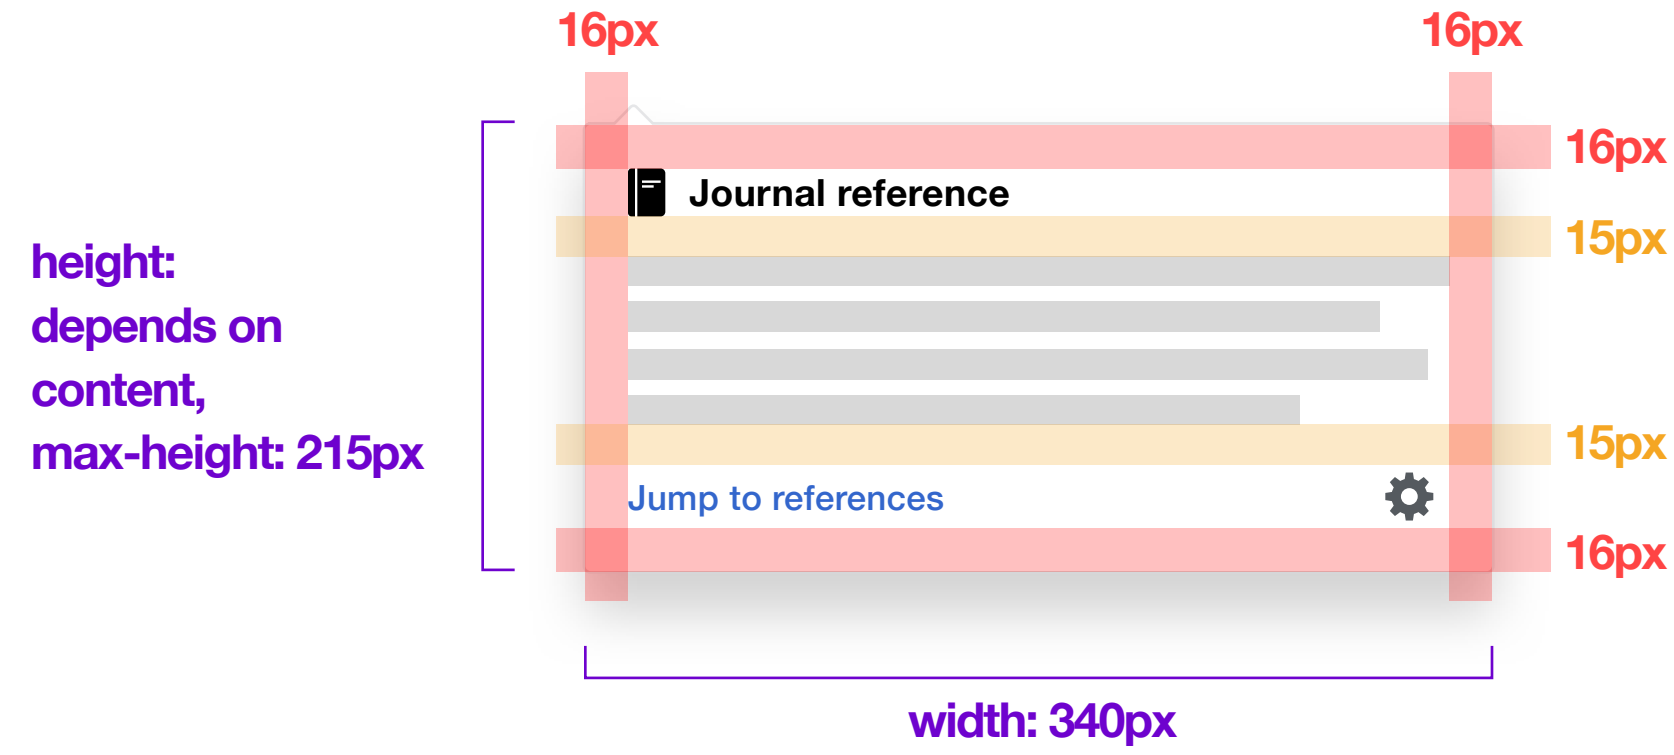 16px
16px
16px
Journal reference
15px
height:
depends on
content,
max-height: 215px
15px
Jump to references
16px
width: 340px